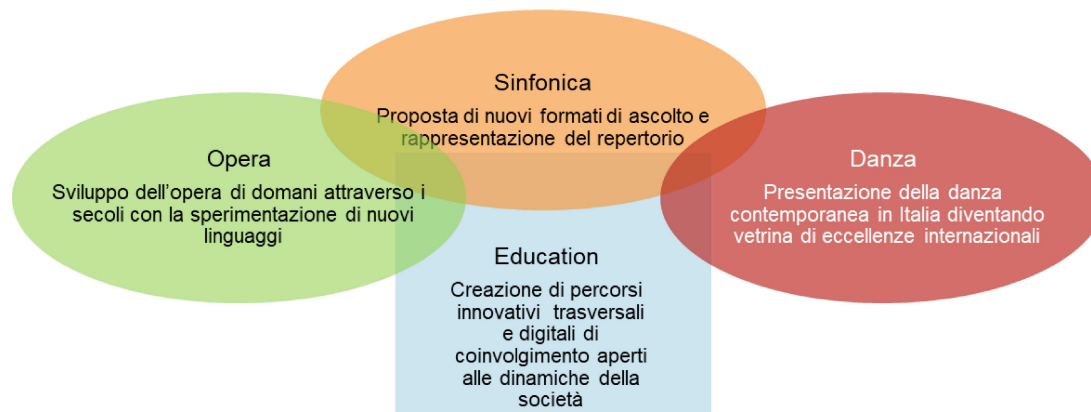 Sinfonica
Proposta di nuovi formati di ascolto e
rappresentazione del repertorio
Opera
Sviluppo dell'opera di domani attraverso i
secoli con la sperimentazione di nuovi
linguaggi
Danza
Presentazione della danza
contemporanea in Italia diventando
vetrina di eccellenze internazionali
Education
Creazione di percorsi
innovativi trasversali
e digitali di
coinvolgimento aperti
alle dinamiche della
società